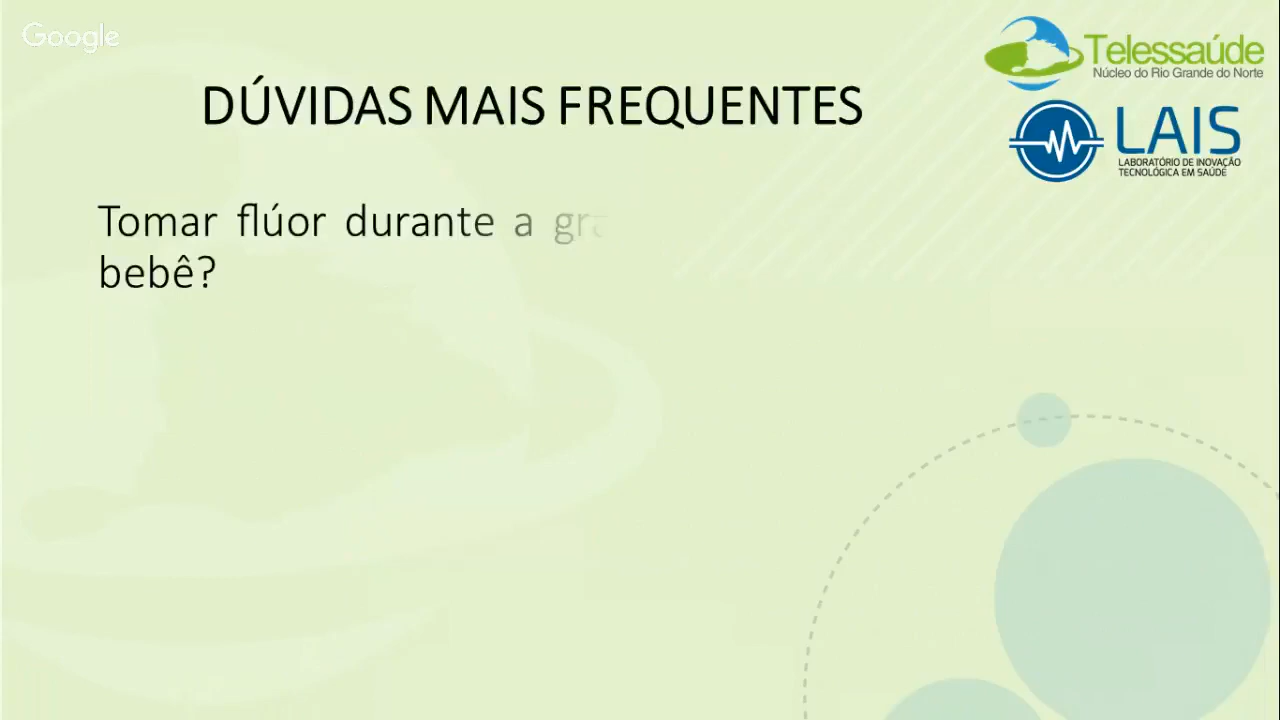 Google
Telessaúde
Núcleo do Rio Grande do Norte
DÚVIDAS MAIS FREQUENTES
LAIS
LABORATÓRIO DE INOVAÇÃO
TECNOLÓGICA EM SAÚDE
Tomar flúor durante a
bebê?